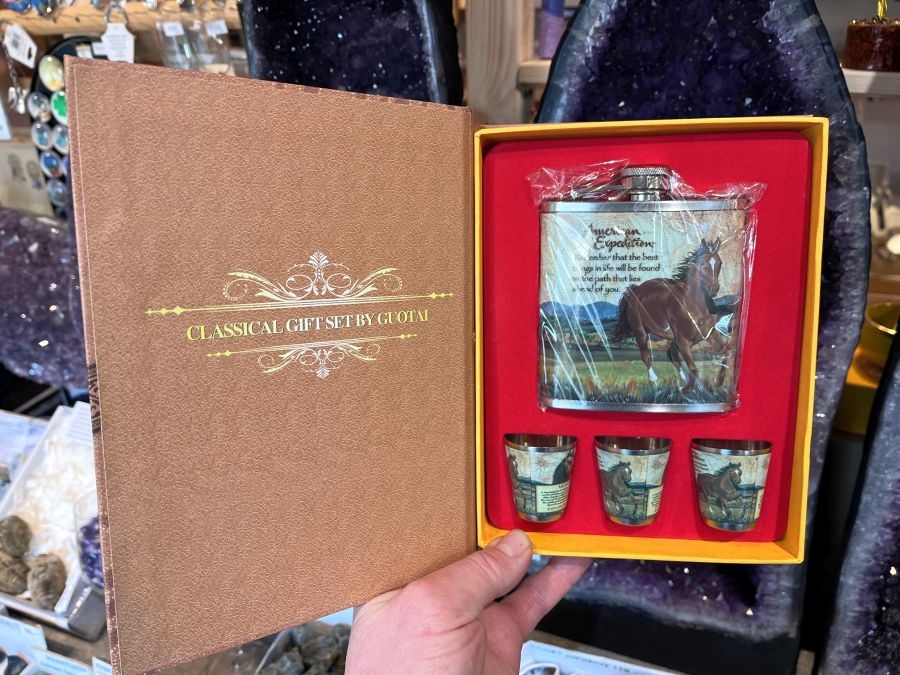 CLASSICAL GIFT SET BY GUOTAI
American
Expedition
Remember that the best
things in life will be found
on the path that lies
ahead of you.